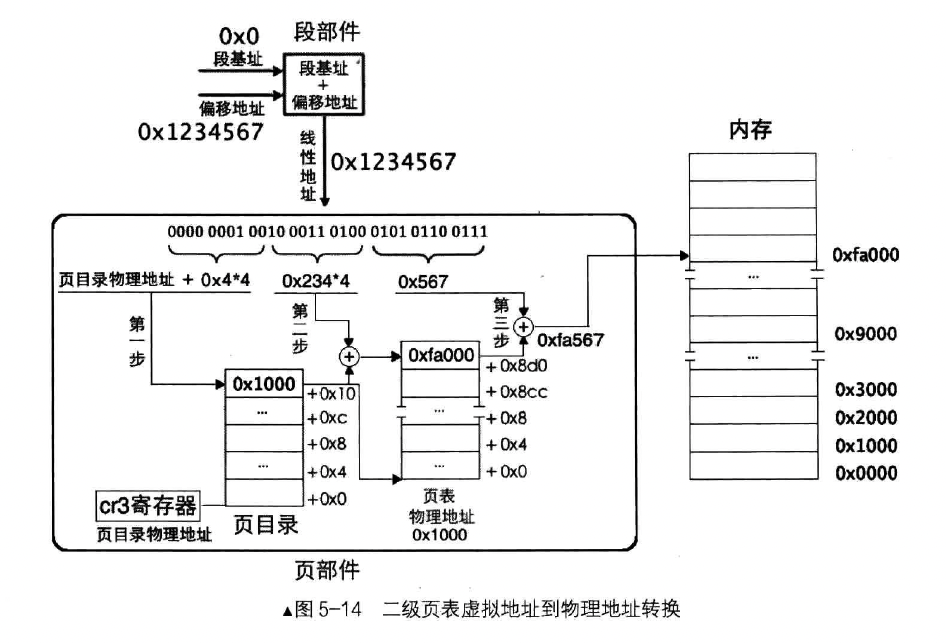 段部件
0x0
段基址
段基址
+
偏移地址
偏移地址
0x1234567
线性地址
0x1234567
内存
0000 0001 0010 0011 0100 0101 0110 0111
页目录物理地址 + 0x4*4
0x234*4
0x567
第一步
第二步
第三步
+
+
0xfa567
0x1000
+0x10
...
+0xc
+0x8
...
+0x4
+0x0
0xfa000
+0x8d0
+0x8cc
...
+0x8
+0x4
...
+0x0
cr3寄存器
页目录物理地址
页目录
页表
物理地址
0x1000
页部件
0xfa000
...
0x9000
...
0x3000
0x2000
0x1000
0x0000
▲图 5-14 二级页表虚拟地址到物理地址转换